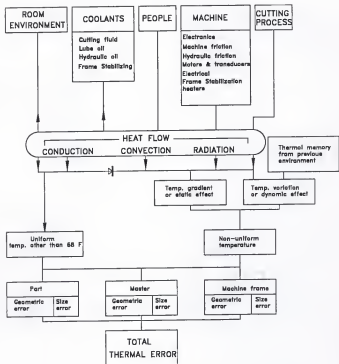 ROOM
ENVIRONMENT
COOLANTS
Cutting fluid
Lube oil
Hydraulic oil
Frame Stabilizing
PEOPLE
MACHINE
Electronics
Machine friction
Hydraulic friction
Motors & transducers
Electrical
Frame Stabilization
heaters
CUTTING
PROCESS
HEAT FLOW
CONDUCTION
CONVECTION
RADIATION
Thermal memory
from previous
environment
Temp. gradient
or static effect
Temp. variation
or dynamic effect
Uniform
temp. other than 68 F
Non-uniform
temperature
Part
Geometric
error
Size
error
Master
Geometric
error
Size
error
Machine frame
Geometric
error
Size
error
TOTAL
THERMAL ERROR